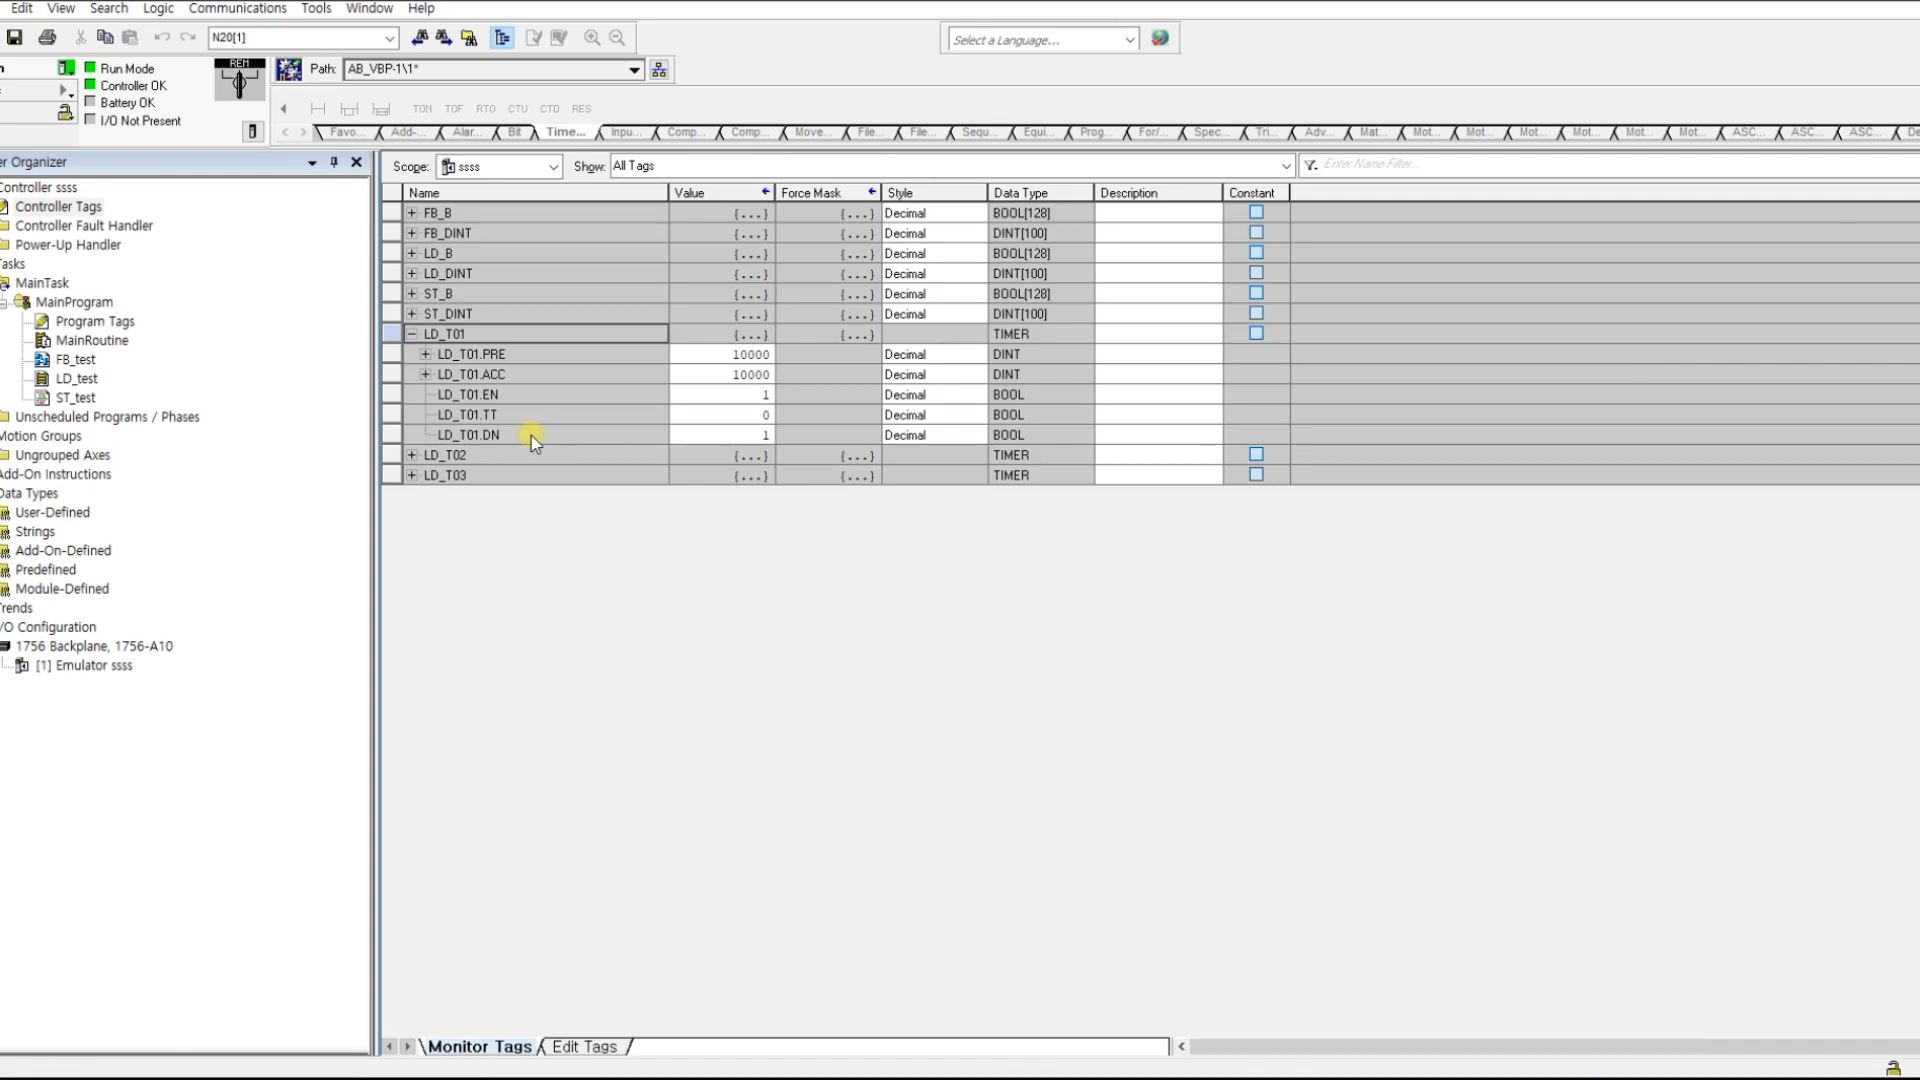 Edit View Search Logic Communications Tools Window Help
N20[1]
Select a Language...
Run Mode
Controller OK
Battery OK
I/O Not Present
REM
Path: AB_VBP-1\1*
TON TOF RTO CTU CTD RES
Favo... Add-... Alar... Bit Time... Inpu... Comp... Comp... Move... File... File... Sequ... Equi... Prog... For/... Spec... Tri... Adv... Mat... Mot... Mot... Mot... Mot... Mot... Mot... ASC... ASC... ASC... De
er Organizer
Controller ssss
Controller Tags
Controller Fault Handler
Power-Up Handler
Tasks
MainTask
MainProgram
Program Tags
MainRoutine
FB_test
LD_test
ST_test
Unscheduled Programs / Phases
Motion Groups
Ungrouped Axes
Add-On Instructions
Data Types
User-Defined
Strings
Add-On-Defined
Predefined
Module-Defined
Trends
I/O Configuration
1756 Backplane, 1756-A10
[1] Emulator ssss
Scope: ssss Show: All Tags Enter Name Filter...
Name Value Force Mask Style Data Type Description Constant
FB_B {...} {...} Decimal BOOL[128]
FB_DINT {...} {...} Decimal DINT[100]
LD_B {...} {...} Decimal BOOL[128]
LD_DINT {...} {...} Decimal DINT[100]
ST_B {...} {...} Decimal BOOL[128]
ST_DINT {...} {...} Decimal DINT[100]
LD_T01 {...} {...} TIMER
LD_T01.PRE 10000 Decimal DINT
LD_T01.ACC 10000 Decimal DINT
LD_T01.EN 1 Decimal BOOL
LD_T01.TT 0 Decimal BOOL
LD_T01.DN 1 Decimal BOOL
LD_T02 {...} {...} TIMER
LD_T03 {...} {...} TIMER
Monitor Tags Edit Tags